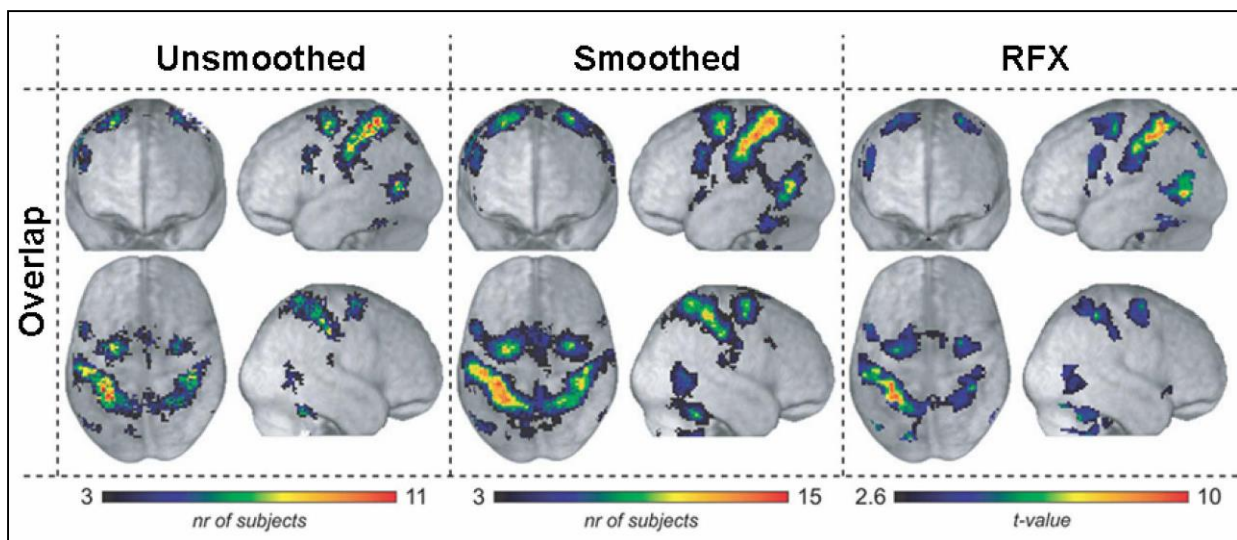 Unsmoothed Smoothed RFX
Overlap
3 11 3 15 2.6 10
nr of subjects nr of subjects t-value